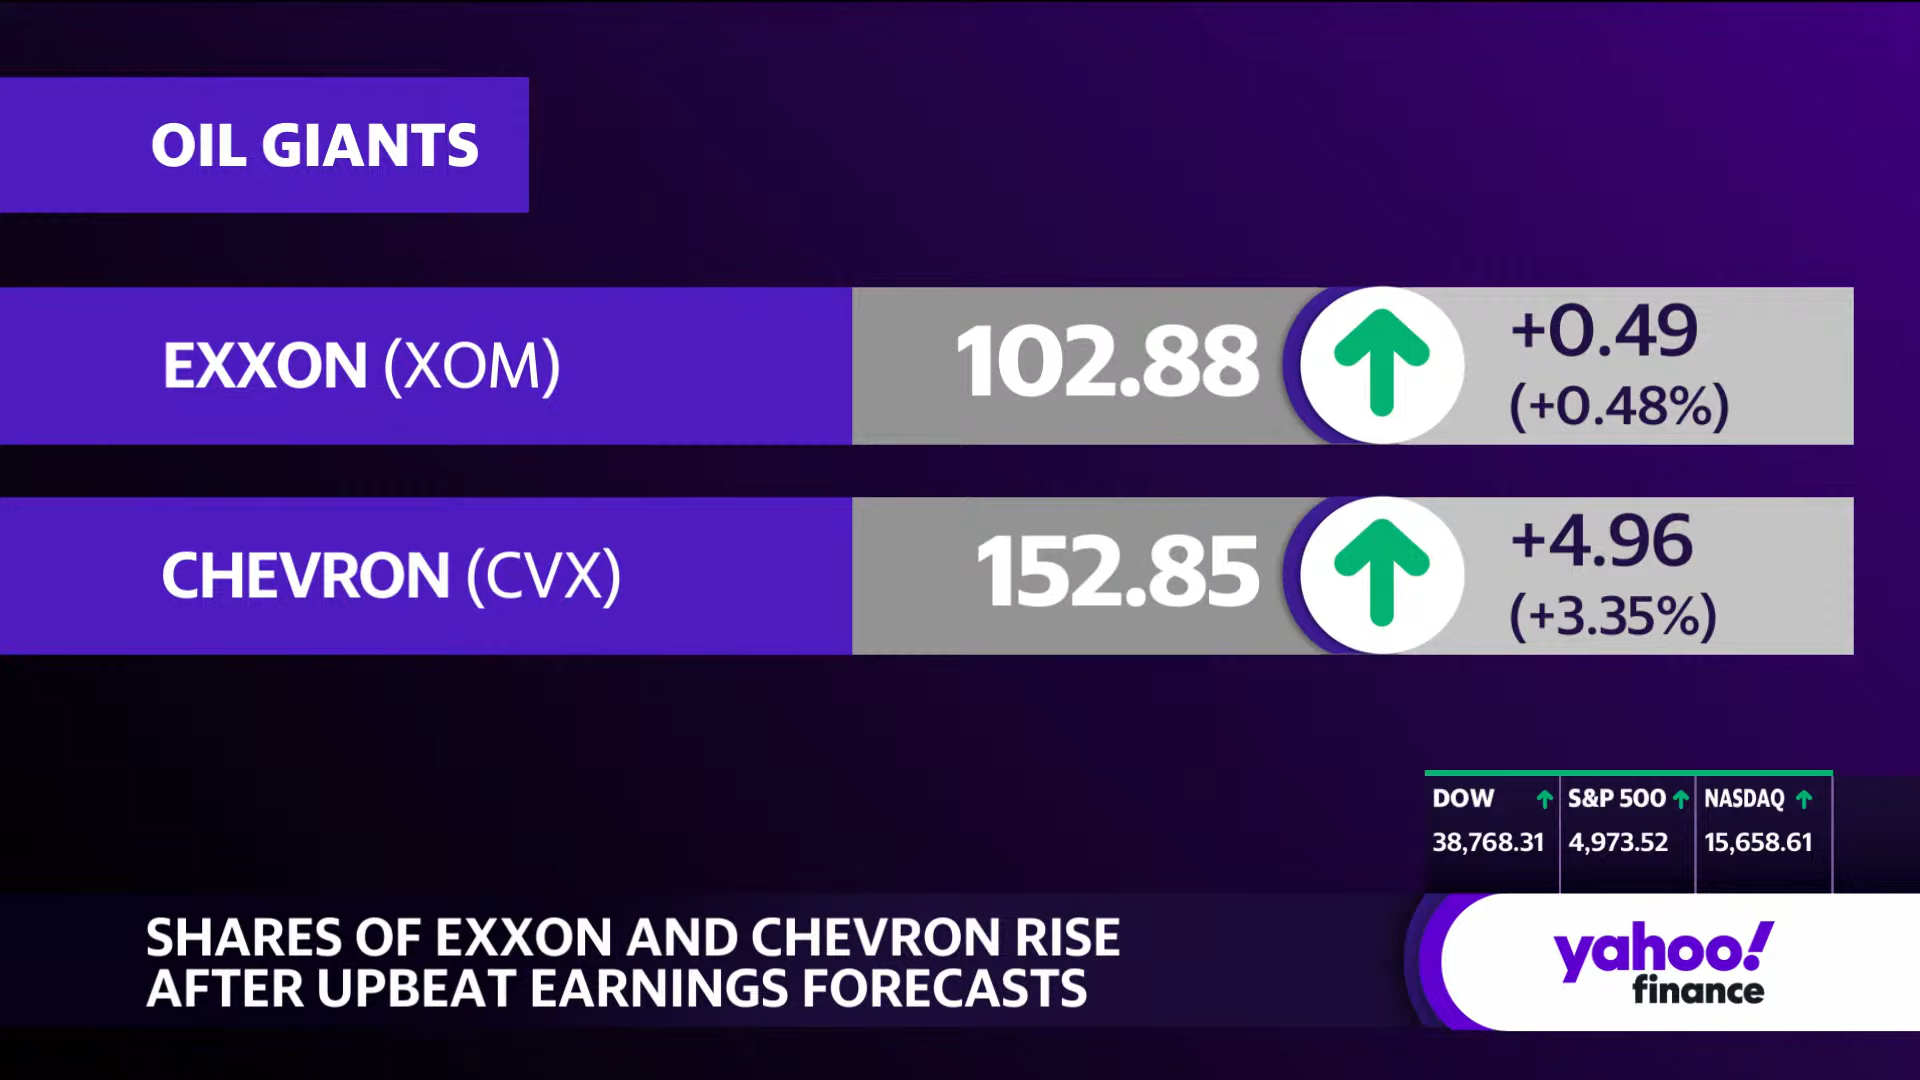 OIL GIANTS
EXXON (XOM) 102.88 +0.49
(+0.48%)
CHEVRON (CVX) 152.85 +4.96
(+3.35%)
DOW S&P 500 NASDAQ
38,768.31 4,973.52 15,658.61
SHARES OF EXXON AND CHEVRON RISE
AFTER UPBEAT EARNINGS FORECASTS
yahoo!
finance